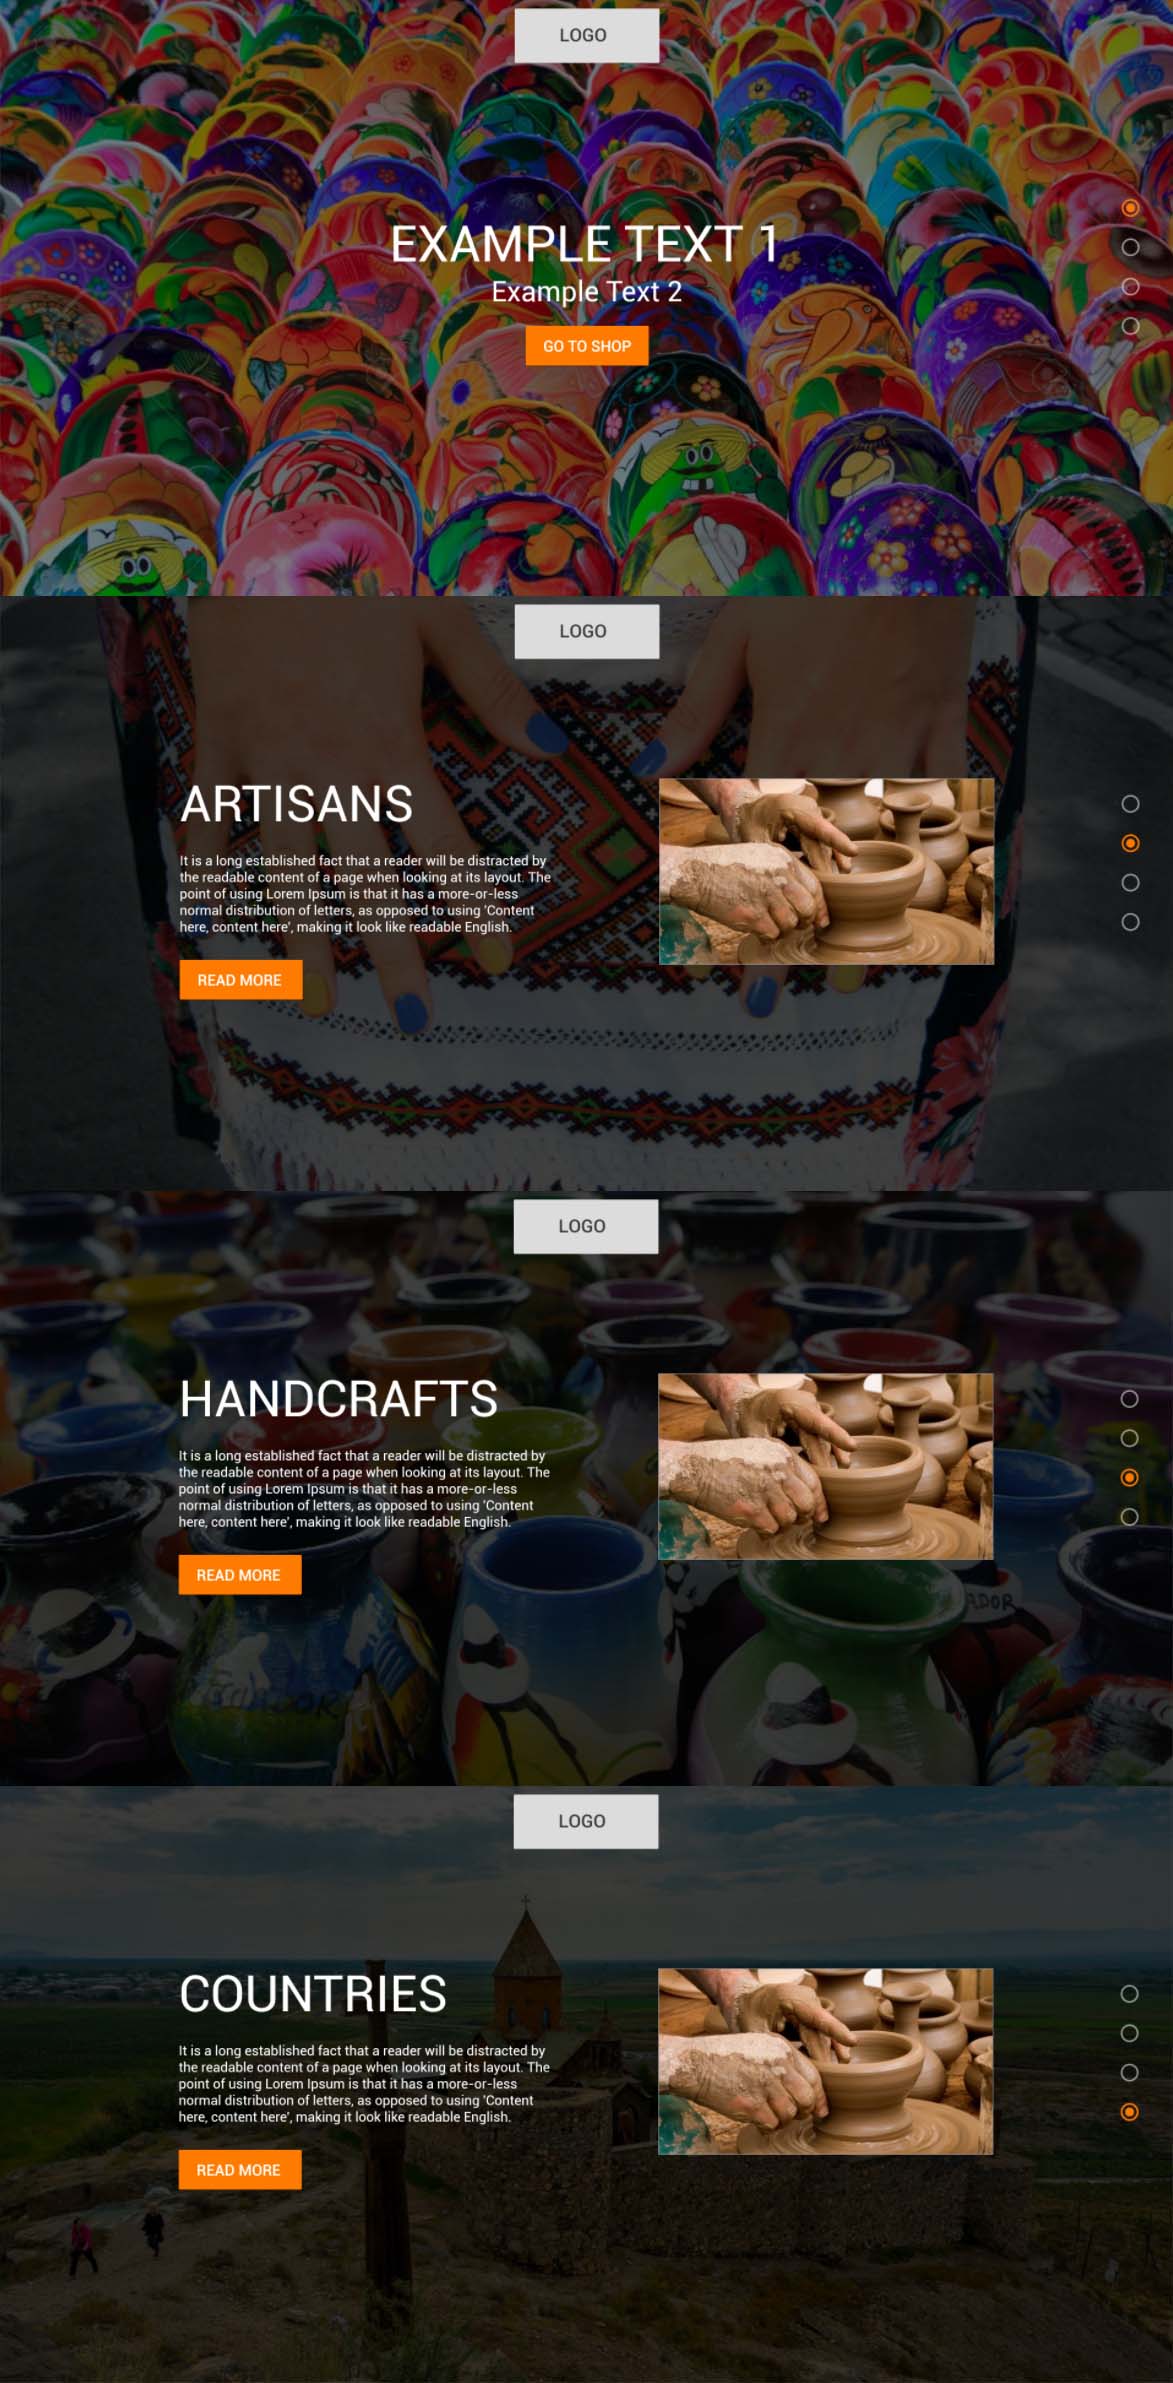 LOGO
EXAMPLE TEXT 1
Example Text 2
GO TO SHOP
LOGO
ARTISANS
It is a long established fact that a reader will be distracted by
the readable content of a page when looking at its layout. The
point of using Lorem Ipsum is that it has a more-or-less
normal distribution of letters, as opposed to using 'Content
here, content here', making it look like readable English.
READ MORE
LOGO
HANDCRAFTS
It is a long established fact that a reader will be distracted by
the readable content of a page when looking at its layout. The
point of using Lorem Ipsum is that it has a more-or-less
normal distribution of letters, as opposed to using 'Content
here, content here', making it look like readable English.
READ MORE
LOGO
COUNTRIES
It is a long established fact that a reader will be distracted by
the readable content of a page when looking at its layout. The
point of using Lorem Ipsum is that it has a more-or-less
normal distribution of letters, as opposed to using 'Content
here, content here', making it look like readable English.
READ MORE